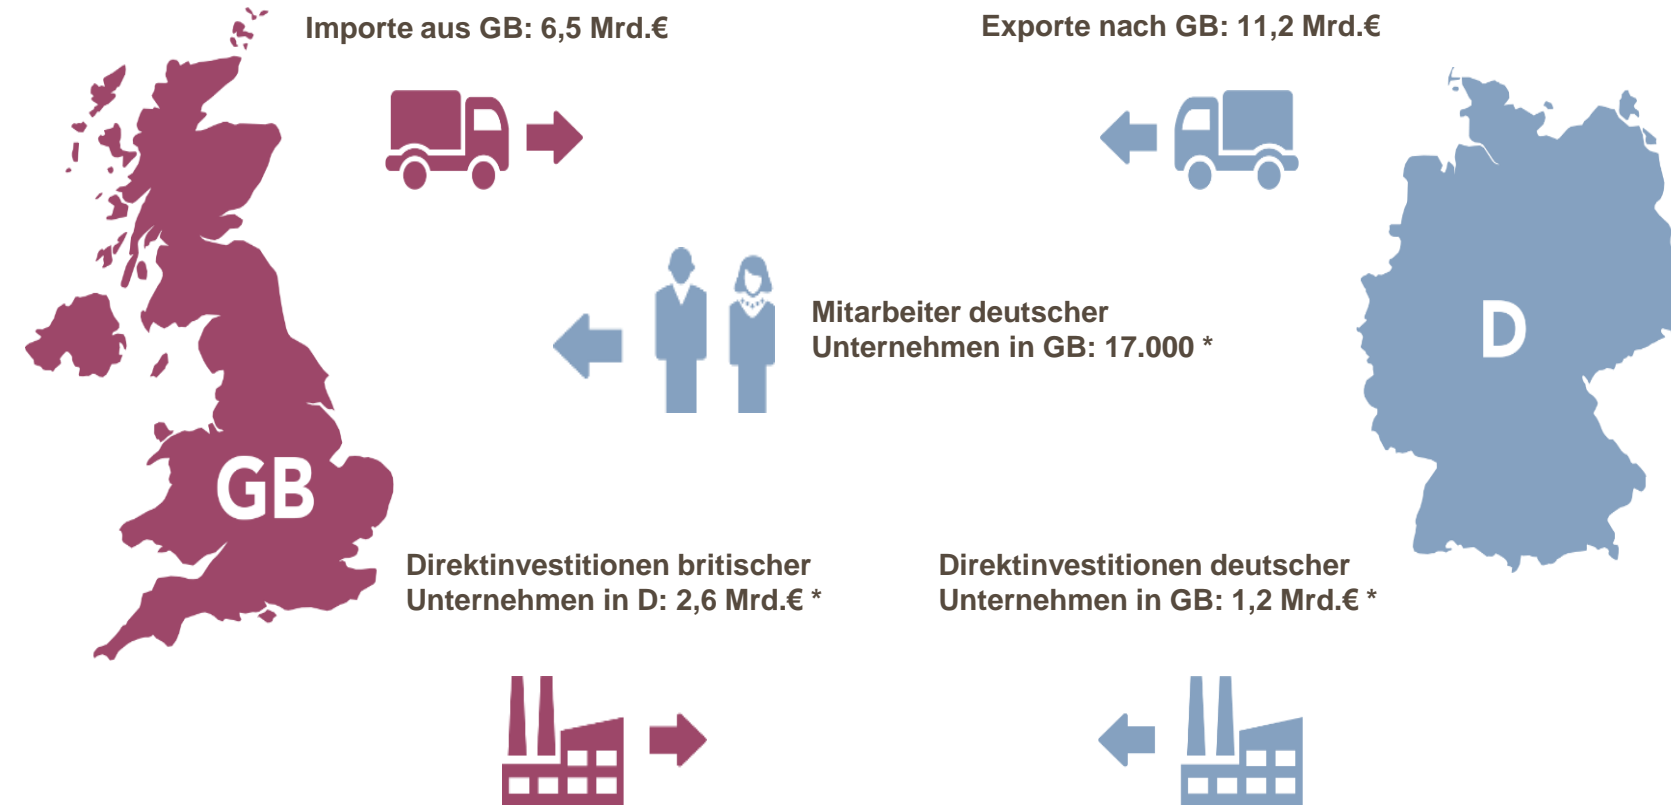 Importe aus GB: 6,5 Mrd.€
Exporte nach GB: 11,2 Mrd.€
Mitarbeiter deutscher
Unternehmen in GB: 17.000 *
D
GB
Direktinvestitionen britischer
Unternehmen in D: 2,6 Mrd.€ *
Direktinvestitionen deutscher
Unternehmen in GB: 1,2 Mrd.€ *